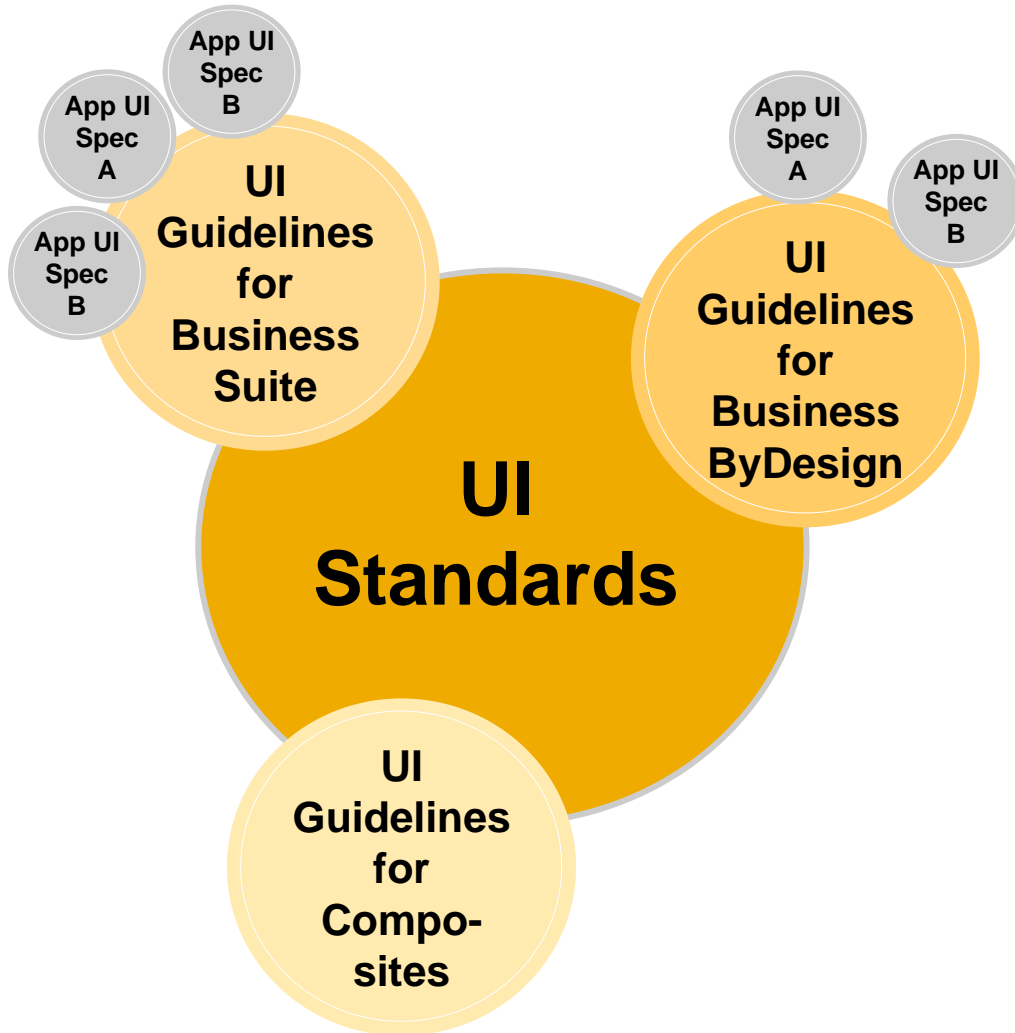 App UI
Spec
B
App UI
Spec
A
App UI
Spec
B
UI
Guidelines
for
Business
Suite
App UI
Spec
A
App UI
Spec
B
UI
Guidelines
for
Business
ByDesign
UI
Standards
UI
Guidelines
for
Compo-
sites